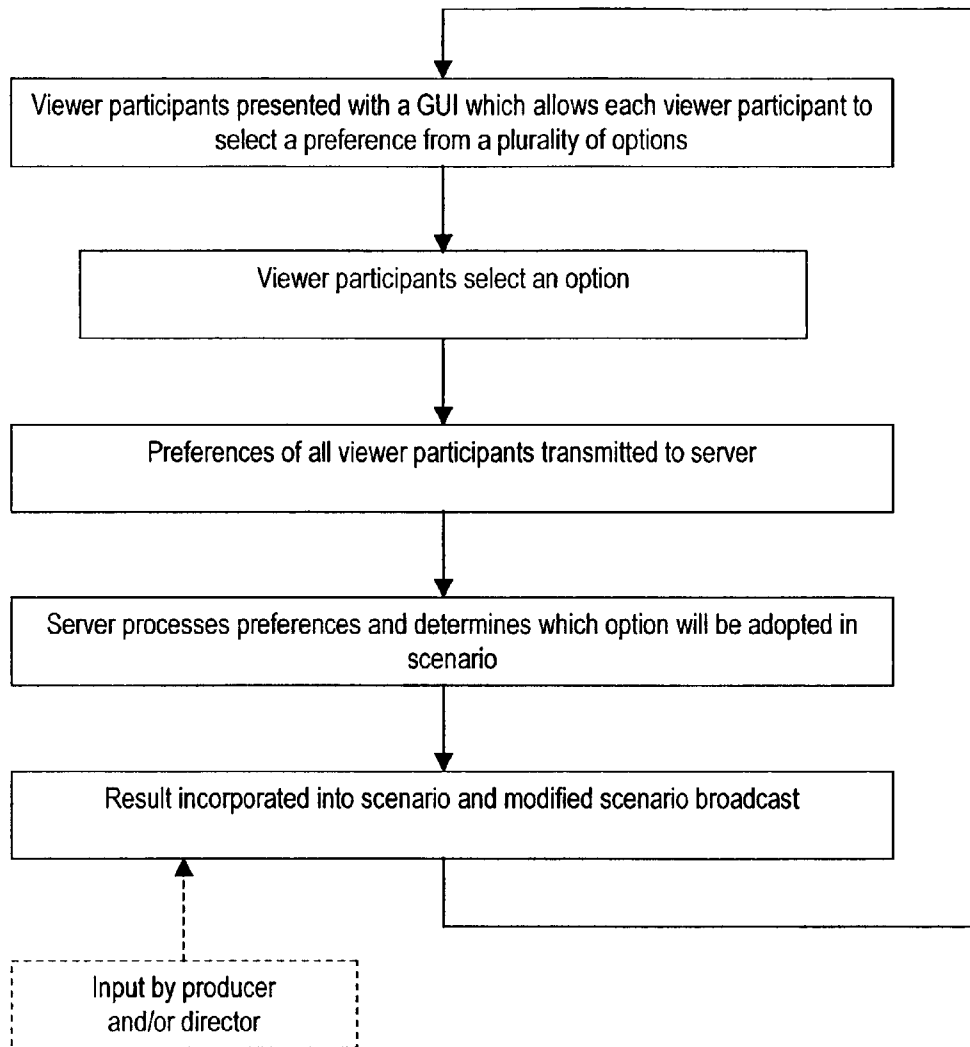 Viewer participants presented with a GUI which allows each viewer participant to
select a preference from a plurality of options
Viewer participants select an option
Preferences of all viewer participants transmitted to server
Server processes preferences and determines which option will be adopted in
scenario
Result incorporated into scenario and modified scenario broadcast
Input by producer
and/or director